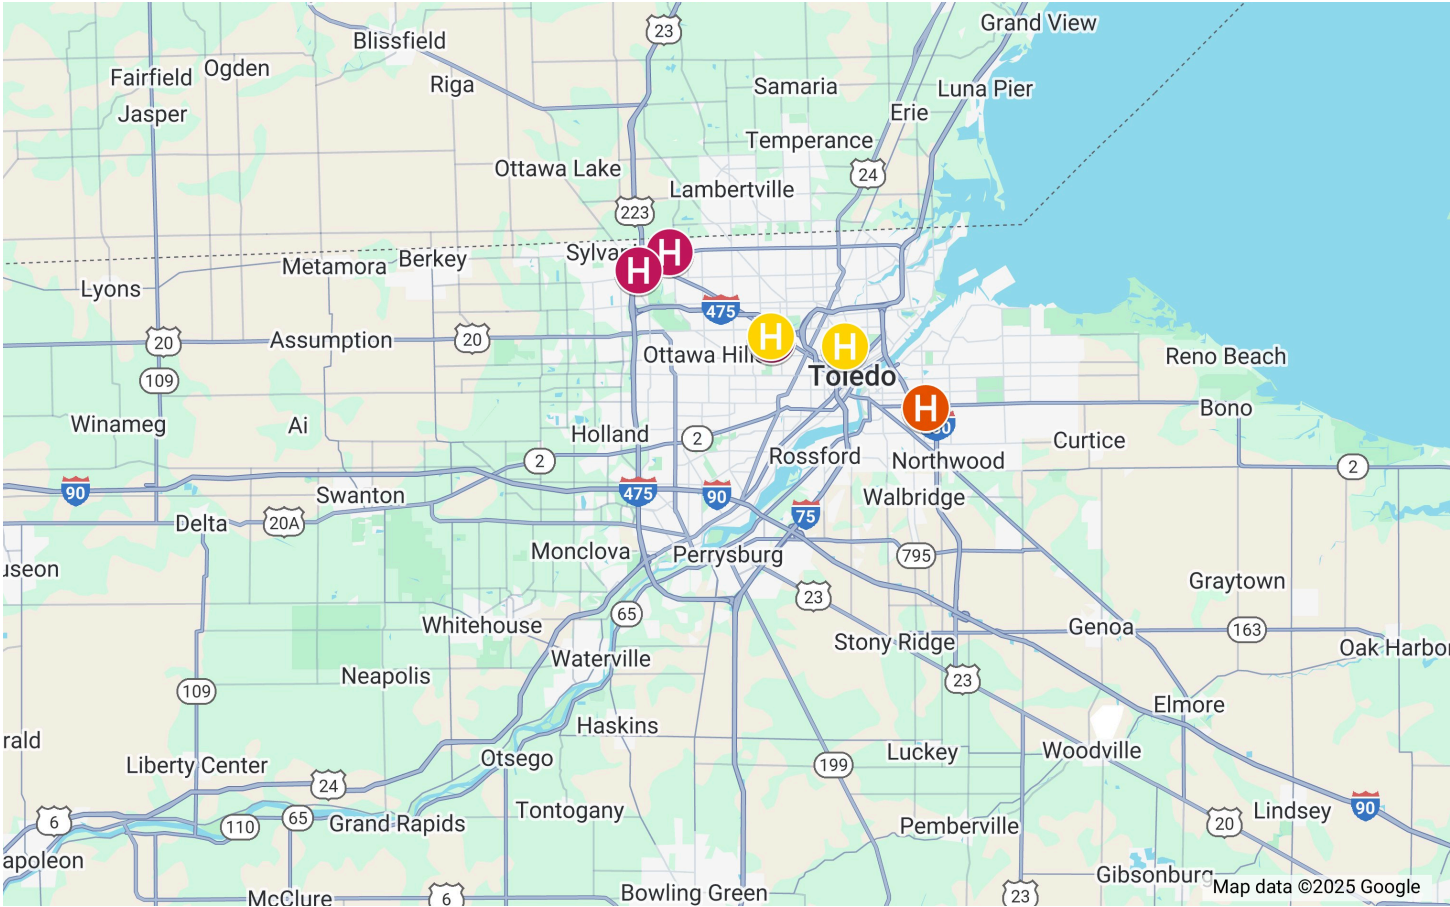 Grand View
23
Blissfield
Ogden
Fairfield
Riga
Samaria
Luna Pier
Jasper
Erie
Temperance
Ottawa Lake
24
Lambertville
223
H
Sylvan
H
Berkey
Metamora
Lyons
475
H
20
Assumption
20
H
Ottawa Hills
Reno Beach
Toledo
109
H
Bono
Winameg
Ai
Holland
2
Curtice
Rossford
Northwood
2
2
90
Swanton
475
90
Walbridge
75
Delta
20A
Monclova
Perrysburg
795
useon
Graytown
23
65
Whitehouse
Genoa
163
Stony Ridge
Oak Harbor
Waterville
Neapolis
23
109
Elmore
Haskins
rald
Luckey
Woodville
Otsego
Liberty Center
199
24
90
Tontogany
Lindsey
6
65
110
Grand Rapids
Pemberville
20
apoleon
Gibsonburg
Map data ©2025 Google
Bowling Green
McClure
6
23